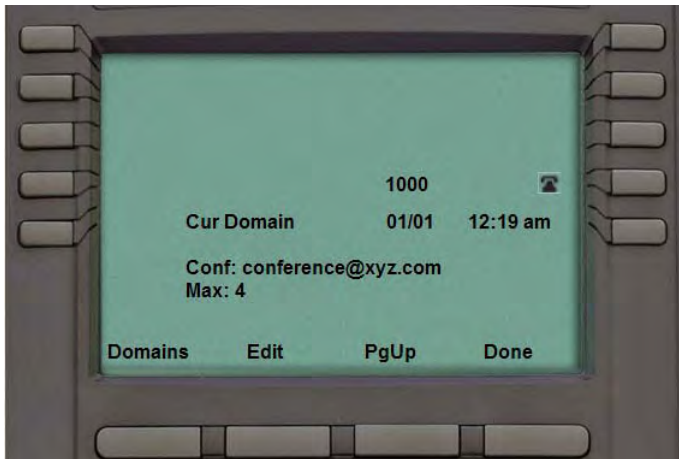 1000
Cur Domain 01/01 12:19 am
Conf: conference@xyz.com
Max: 4
Domains Edit PgUp Done